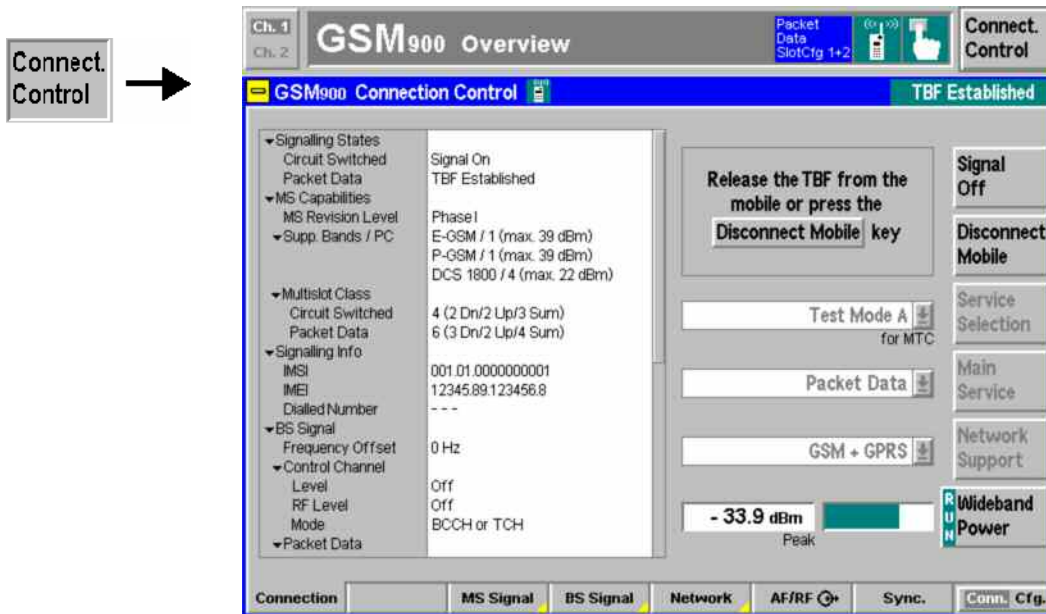 Connect.
Control
Ch. 1
Ch. 2
GSM900 Overview
Packet
Data
SlotCfg 1+2
Connect.
Control
GSM900 Connection Control
TBF Established
Signalling States
Circuit Switched Signal On
Packet Data TBF Established
MS Capabilities
MS Revision Level Phase I
Supp. Bands / PC E-GSM / 1 (max. 39 dBm)
P-GSM / 1 (max. 39 dBm)
DCS 1800 / 4 (max. 22 dBm)
Multislot Class
Circuit Switched 4 (2 Dn/2 Up/3 Sum)
Packet Data 6 (3 Dn/2 Up/4 Sum)
Signalling Info
IMSI 001.01.0000000001
IMEI 12345.89.123456.8
Dialled Number - - -
BS Signal
Frequency Offset 0 Hz
Control Channel
Level Off
RF Level Off
Mode BCCH or TCH
Packet Data
Release the TBF from the
mobile or press the
Disconnect Mobile key
Test Mode A
for MTC
Packet Data
GSM + GPRS
- 33.9 dBm
Peak
Signal
Off
Disconnect
Mobile
Service
Selection
Main
Service
Network
Support
RUN
Wideband
Power
Connection
MS Signal
BS Signal
Network
AF/RF
Sync.
Conn. Cfg.